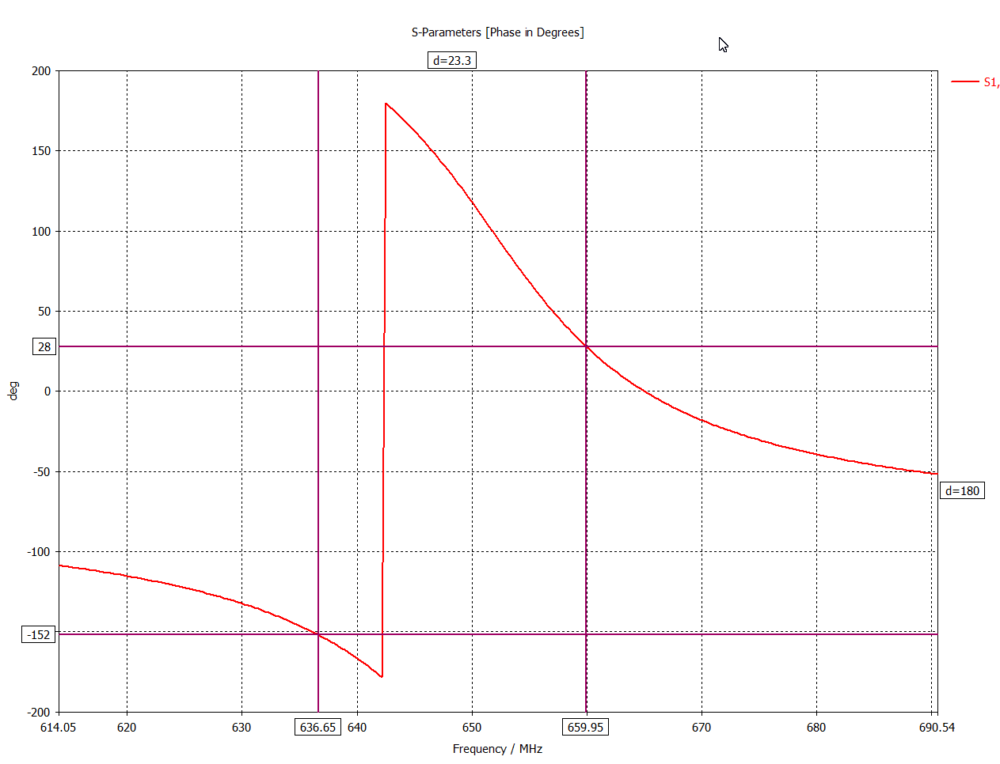 S-Parameters [Phase in Degrees]
d=23.3
S1,
200
150
100
50
28
0
-50
-100
-152
-200
deg
d=180
614.05 620 630 636.65 640 650 659.95 670 680 690.54
Frequency / MHz